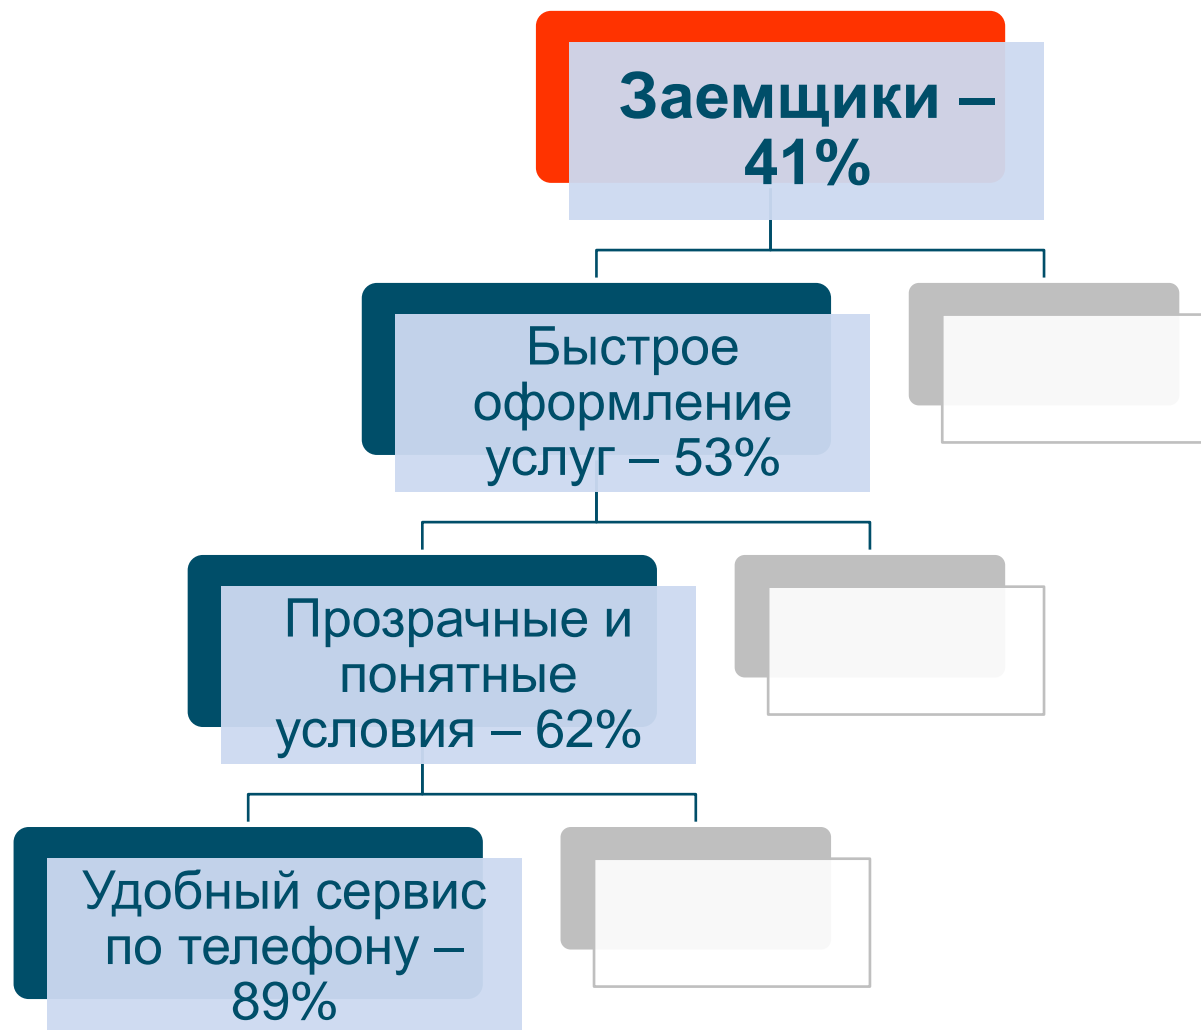 Заемщики –
41%
Быстрое
оформление
услуг – 53%
Прозрачные и
понятные
условия – 62%
Удобный сервис
по телефону –
89%